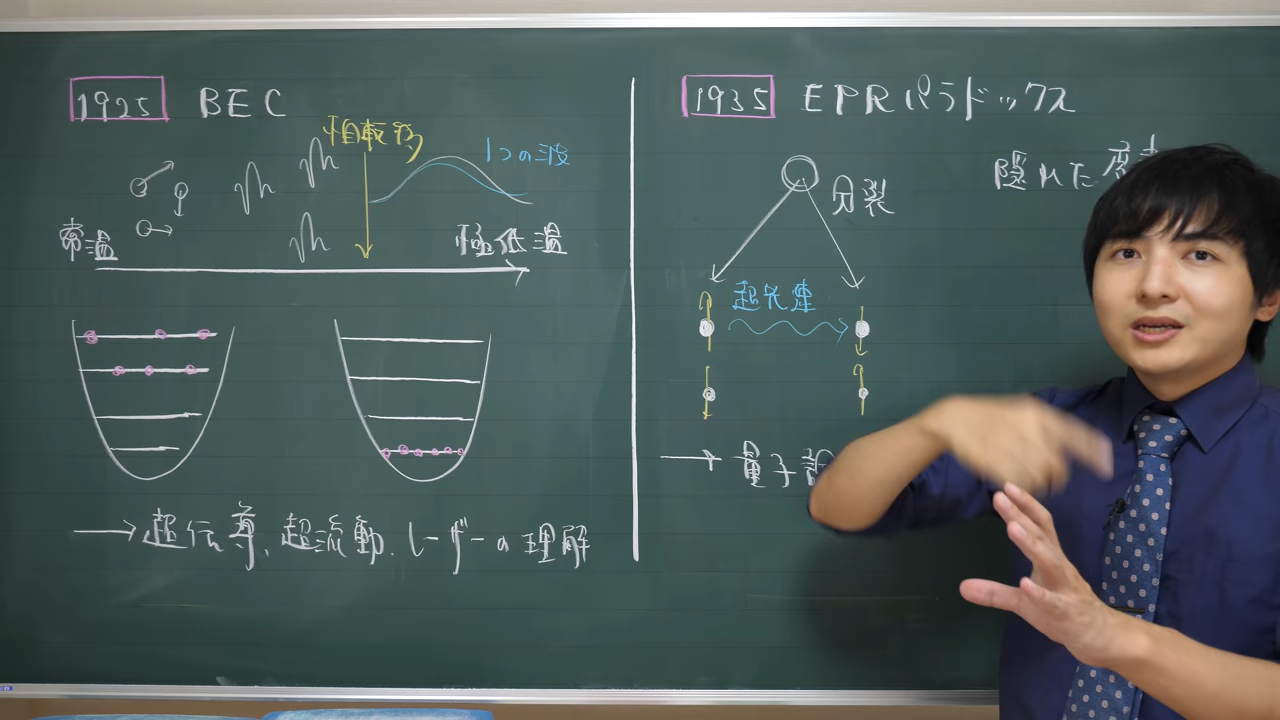 1925 BEC
相転移
1つの波
常温
極低温
→超伝導、超流動、レーザーの理解
1935 EPRパラドックス
隠れた
分裂
超光速
→ 量子